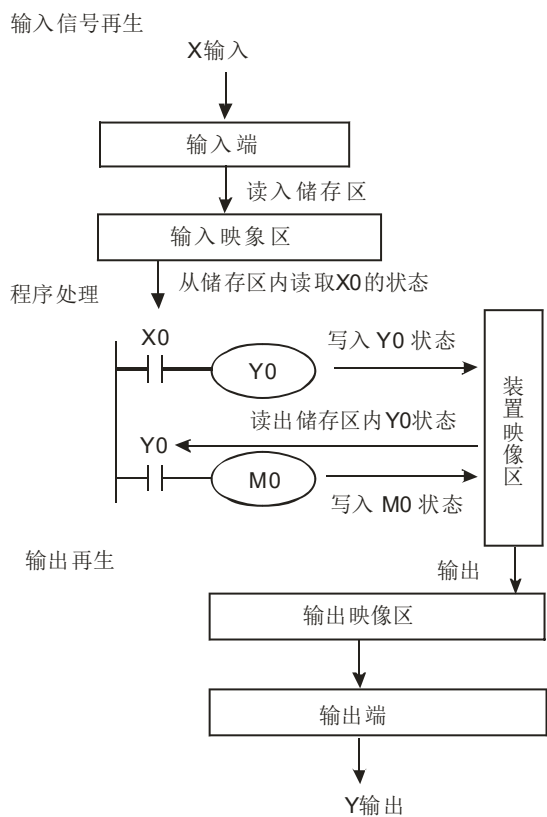 输入信号再生
X输入
输入端
读入储存区
输入映象区
从储存区内读取X0的状态
程序处理
X0
写入 Y0 状态
Y0
读出储存区内Y0状态
Y0
M0
写入 M0 状态
装置映像区
输出再生
输出
输出映像区
输出端
Y输出